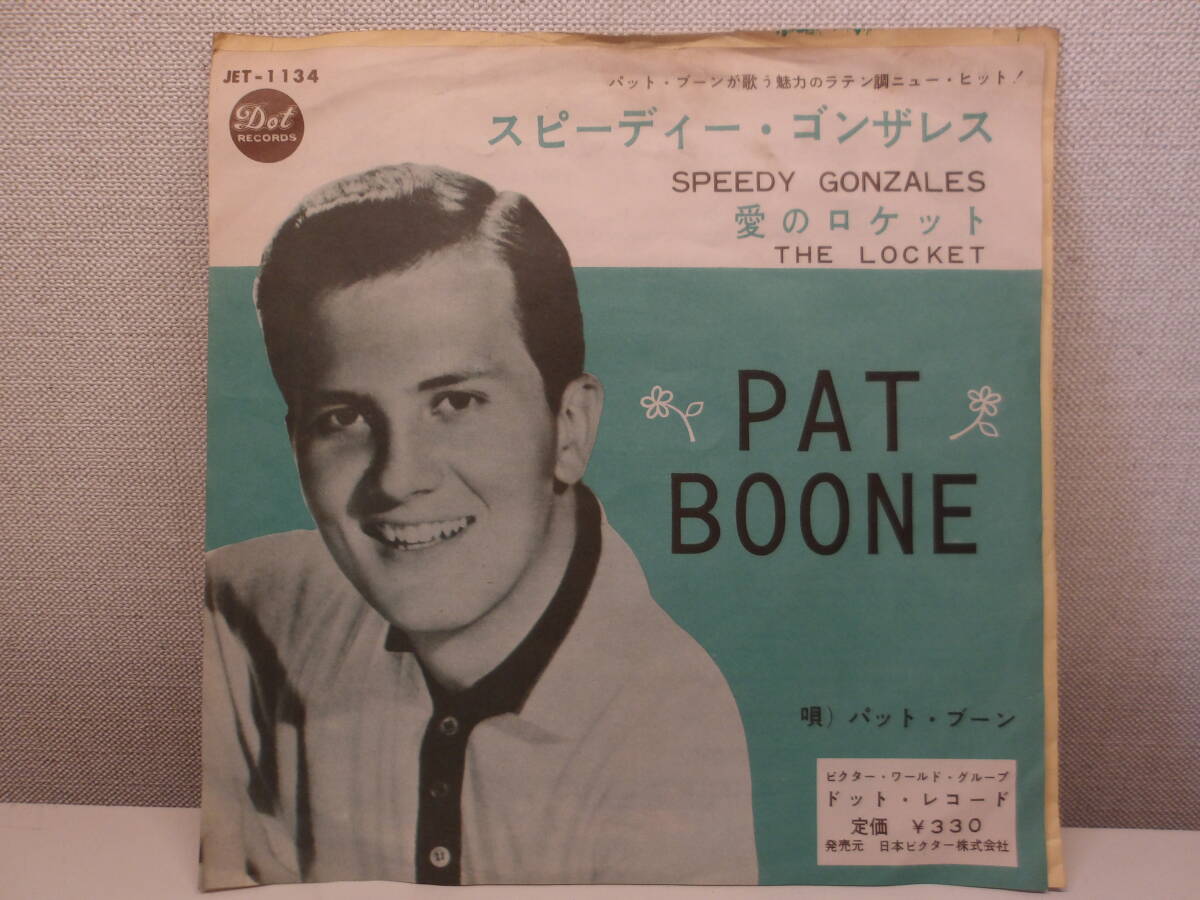 JET-1134
Dot
RECORDS
パット・ブーンが歌う魅力のラテン調ニュー・ヒット!
スピーディー・ゴンザレス
SPEEDY GONZALES
愛のロケット
THE LOCKET
PAT
BOONE
唄) パット・ブーン
ビクター・ワールド・グループ
ドット・レコード
定価 ¥330
発売元 日本ビクター株式会社